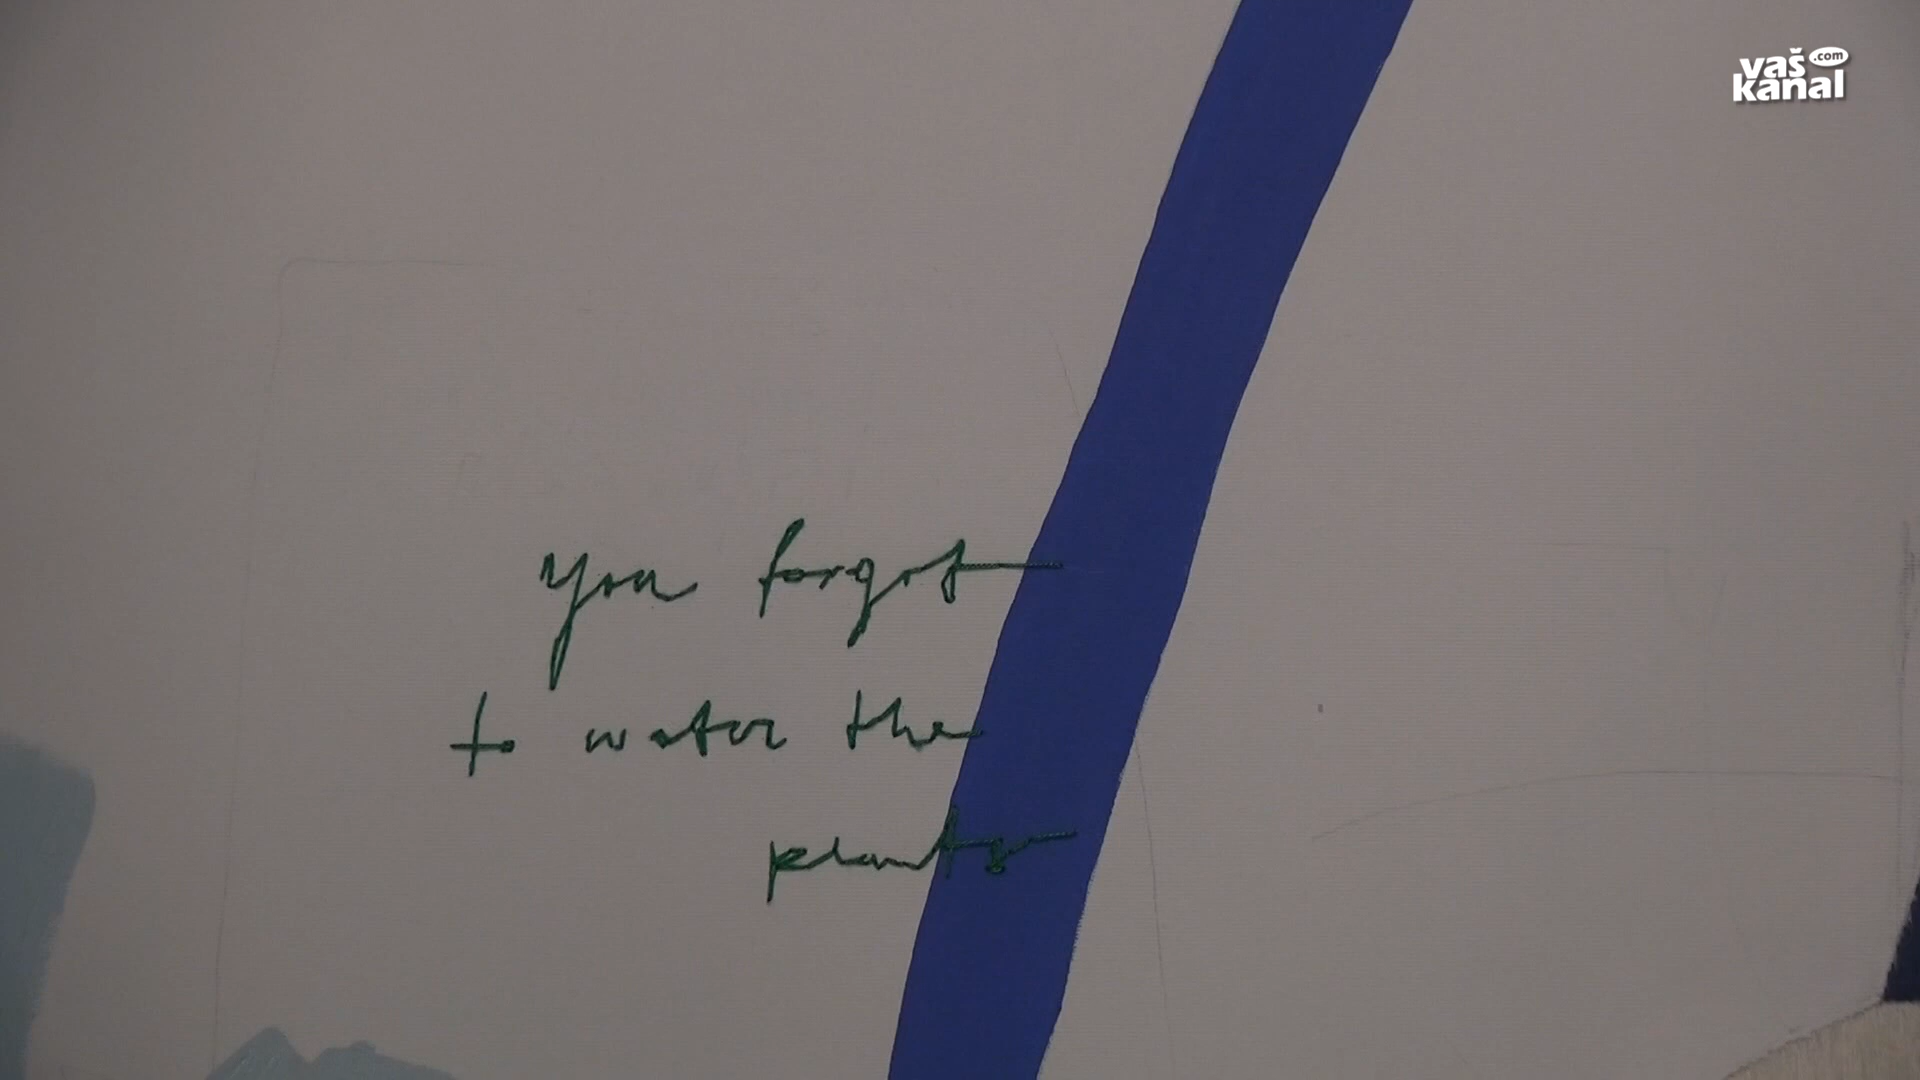 vaš .com
kanal
you forgot
to water the
plants